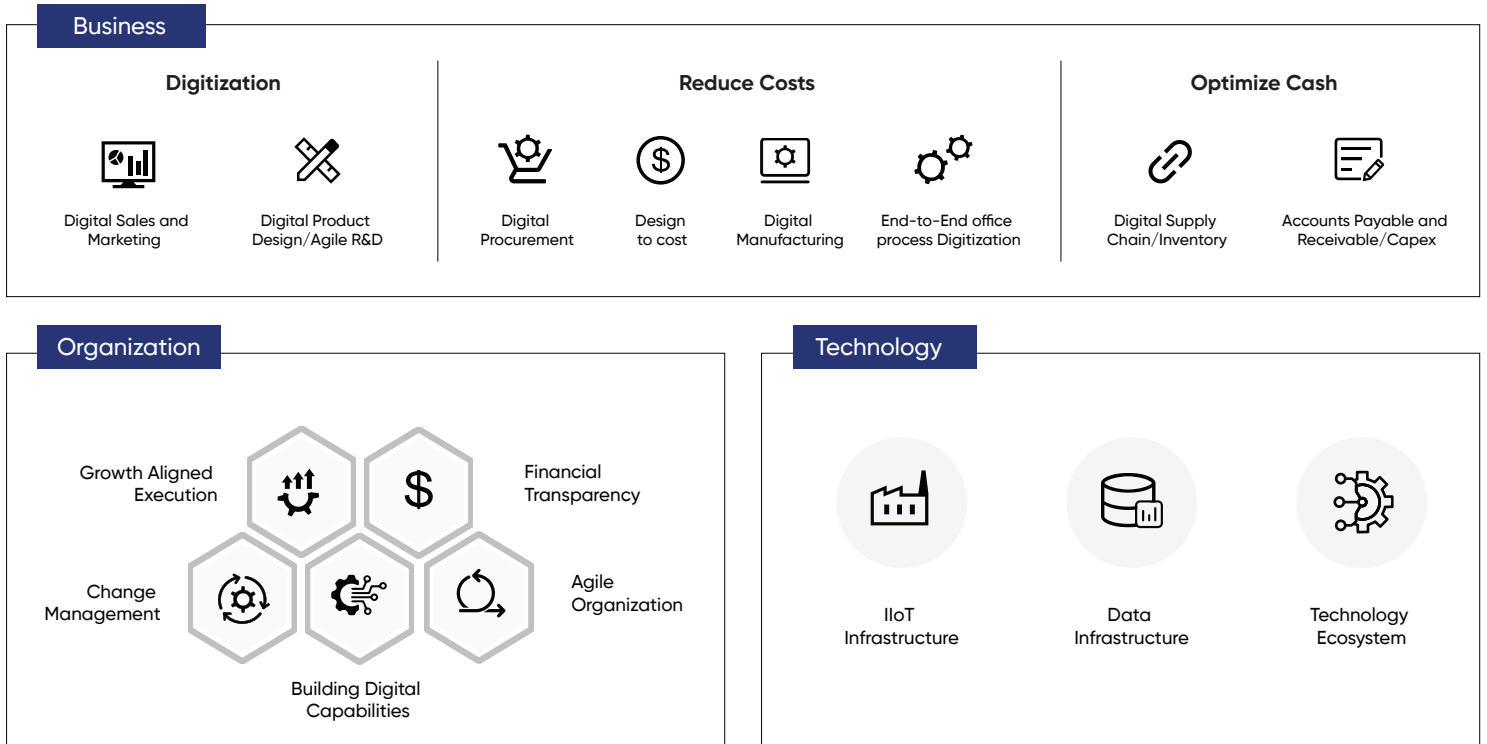 Business
Digitization
Reduce Costs
Optimize Cash
Digital Sales and
Marketing
Digital Product
Design/Agile R&D
Digital
Procurement
Design
to cost
Digital
Manufacturing
End-to-End office
process Digitization
Digital Supply
Chain/Inventory
Accounts Payable and
Receivable/Capex
Organization
Growth Aligned
Execution
$
Financial
Transparency
Change
Management
Agile
Organization
Building Digital
Capabilities
Technology
IIoT
Infrastructure
Data
Infrastructure
Technology
Ecosystem